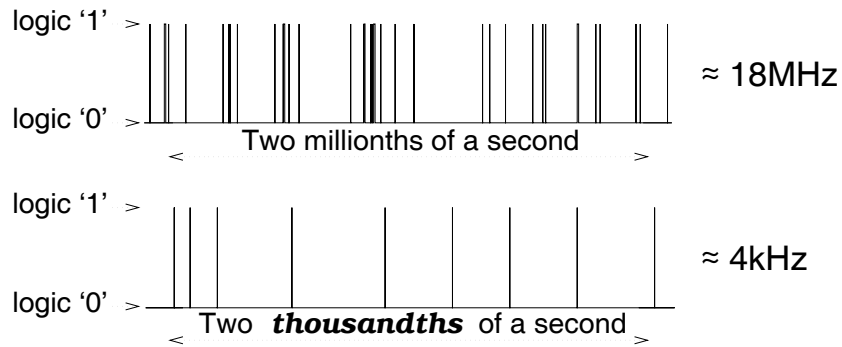 logic ‘1’ >
≈ 18MHz
logic ‘0’ >
Two millionths of a second
logic ‘1’ >
≈ 4kHz
logic ‘0’ >
Two thousandths of a second